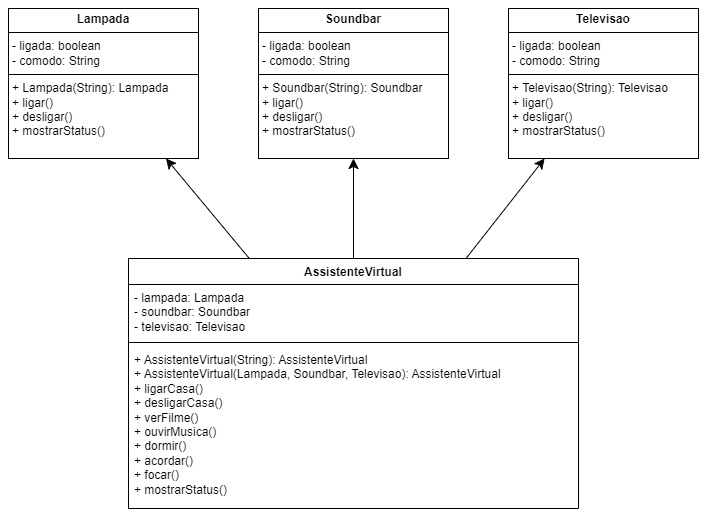 Lampada
- ligada: boolean
- comodo: String
+ Lampada(String): Lampada
+ ligar()
+ desligar()
+ mostrarStatus()
Soundbar
- ligada: boolean
- comodo: String
+ Soundbar(String): Soundbar
+ ligar()
+ desligar()
+ mostrarStatus()
Televisao
- ligada: boolean
- comodo: String
+ Televisao(String): Televisao
+ ligar()
+ desligar()
+ mostrarStatus()
AssistenteVirtual
- lampada: Lampada
- soundbar: Soundbar
- televisao: Televisao
+ AssistenteVirtual(String): AssistenteVirtual
+ AssistenteVirtual(Lampada, Soundbar, Televisao): AssistenteVirtual
+ ligarCasa()
+ desligarCasa()
+ verFilme()
+ ouvirMusica()
+ dormir()
+ acordar()
+ focar()
+ mostrarStatus()